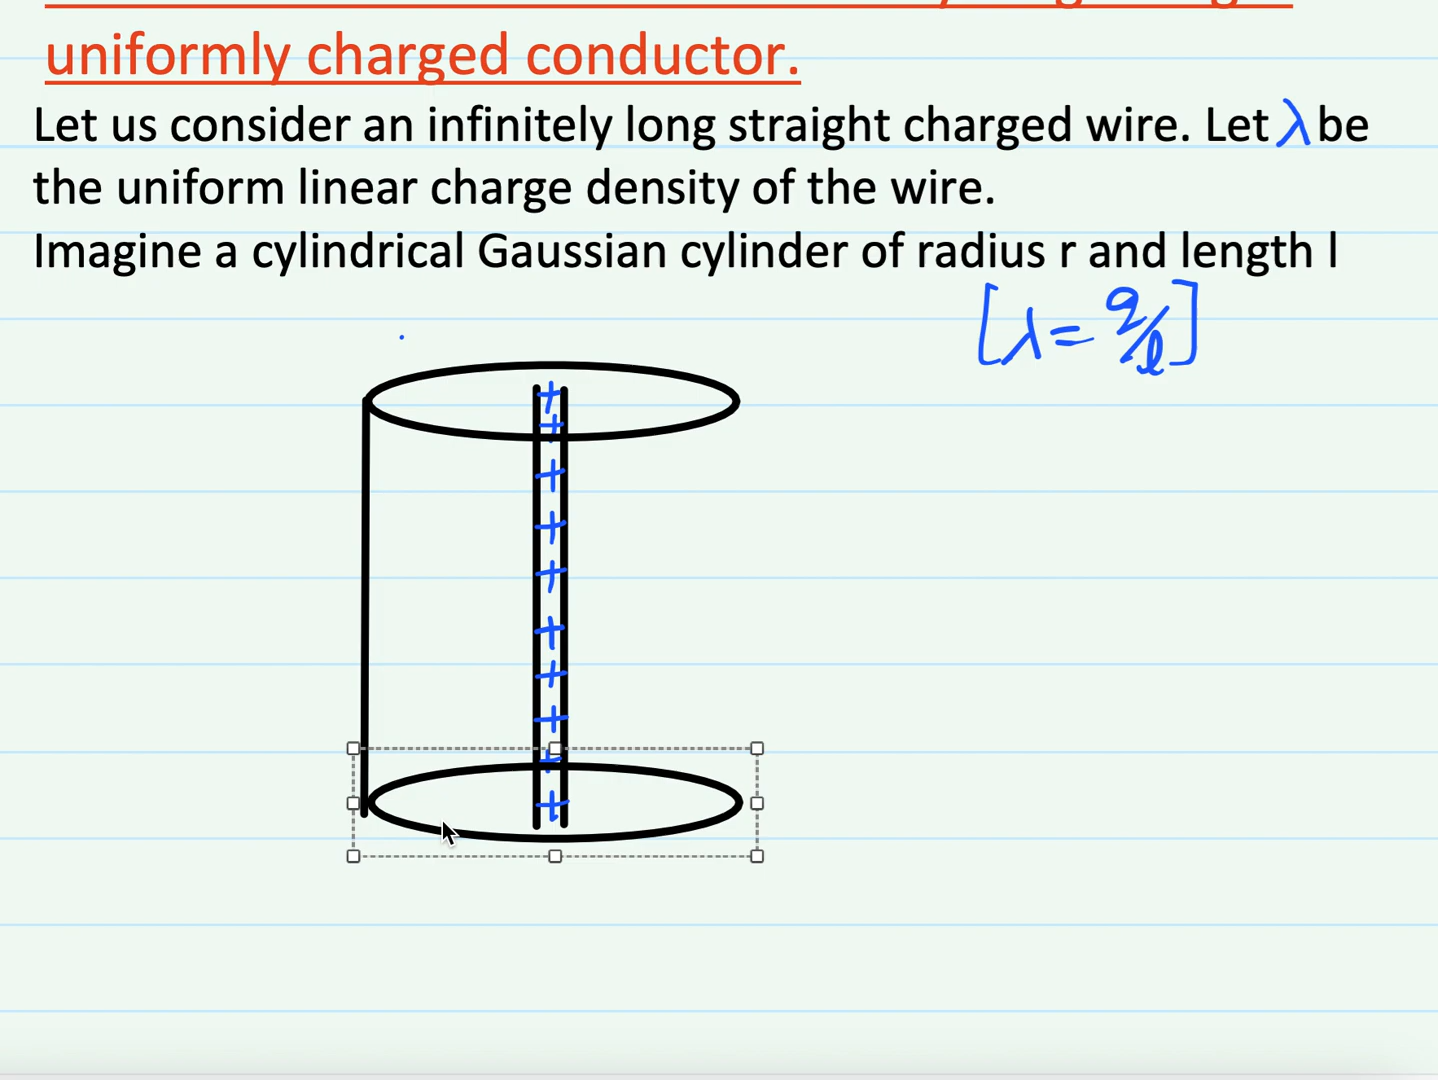 uniformly charged conductor.
Let us consider an infinitely long straight charged wire. Let λ be
the uniform linear charge density of the wire.
Imagine a cylindrical Gaussian cylinder of radius r and length l
[λ = q/l]
+
+
+
+
+
+
+
+
+
+